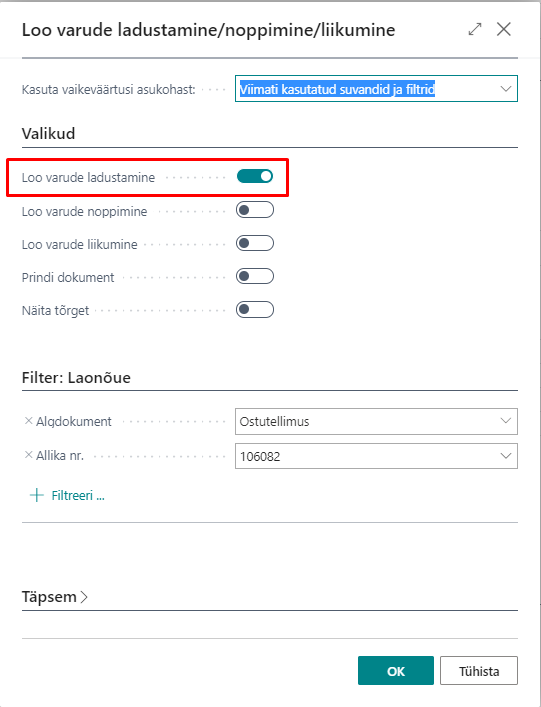 Loo varude ladustamine/noppimine/liikumine
Kasuta vaikeväärtusi asukohast: Viimati kasutatud suvandid ja filtrid
Valikud
Loo varude ladustamine
Loo varude noppimine
Loo varude liikumine
Prindi dokument
Näita tõrget
Filter: Laonõue
Algdokument Ostutellimus
Allika nr. 106082
Filtreeri ...
Täpsem
OK Tühista